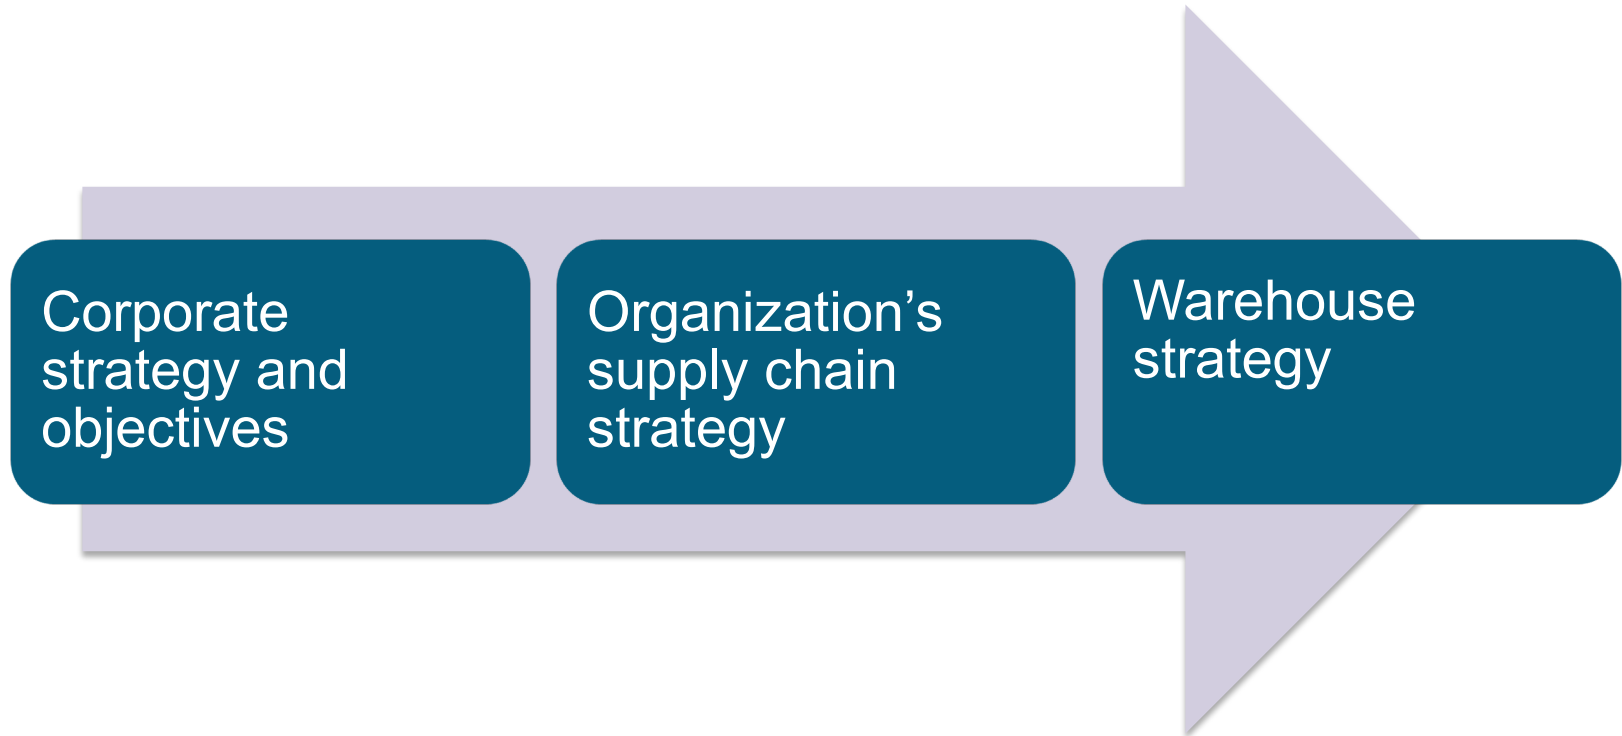 Corporate
strategy and
objectives
Organization’s
supply chain
strategy
Warehouse
strategy